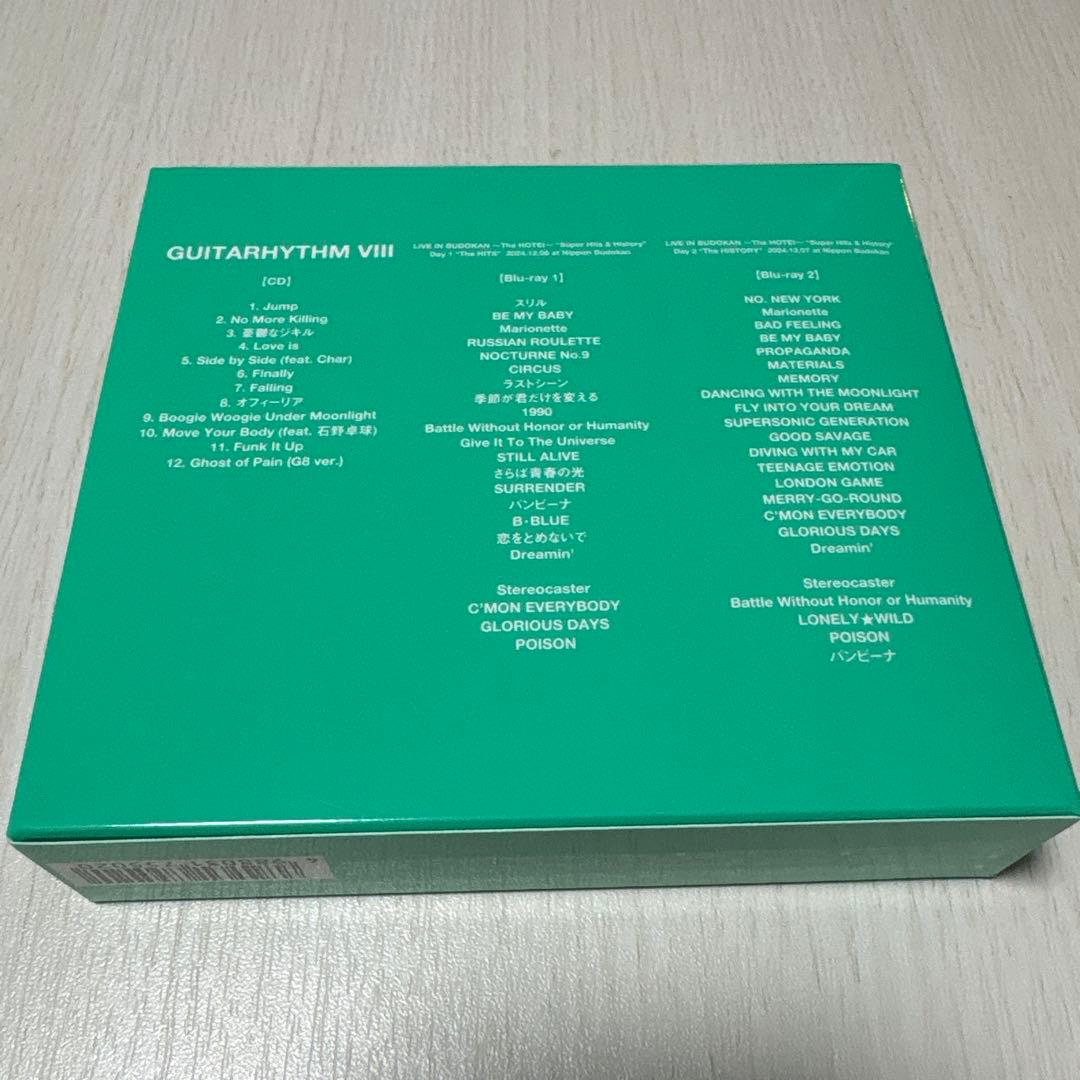 GUITARHYTHM VIII
[CD]
1. Jump
2. No More Killing
3. 憂鬱なジキル
4. Love is
5. Side by Side (feat. Char)
6. Finally
7. Falling
8. オフィーリア
9. Boogie Woogie Under Moonlight
10. Move Your Body (feat. 石野卓球)
11. Funk It Up
12. Ghost of Pain (G8 ver.)
LIVE IN BUDOKAN ～The HOTEI～ "Super Hits & History"
Day 1 "The HITS" 2024.12.06 at Nippon Budokan
[Blu-ray 1]
スリル
BE MY BABY
Marionette
RUSSIAN ROULETTE
NOCTURNE No.9
CIRCUS
ラストシーン
季節が君だけを変える
1990
Battle Without Honor or Humanity
Give It To The Universe
STILL ALIVE
さらば青春の光
SURRENDER
バンビーナ
B・BLUE
恋をとめないで
Dreamin'
Stereocaster
C'MON EVERYBODY
GLORIOUS DAYS
POISON
LIVE IN BUDOKAN ～The HOTEI～ "Super Hits & History"
Day 2 "The HISTORY" 2024.12.07 at Nippon Budokan
[Blu-ray 2]
NO. NEW YORK
Marionette
BAD FEELING
BE MY BABY
PROPAGANDA
MATERIALS
MEMORY
DANCING WITH THE MOONLIGHT
FLY INTO YOUR DREAM
SUPERSONIC GENERATION
GOOD SAVAGE
DIVING WITH MY CAR
TEENAGE EMOTION
LONDON GAME
MERRY-GO-ROUND
C'MON EVERYBODY
GLORIOUS DAYS
Dreamin'
Stereocaster
Battle Without Honor or Humanity
LONELY★WILD
POISON
バンビーナ